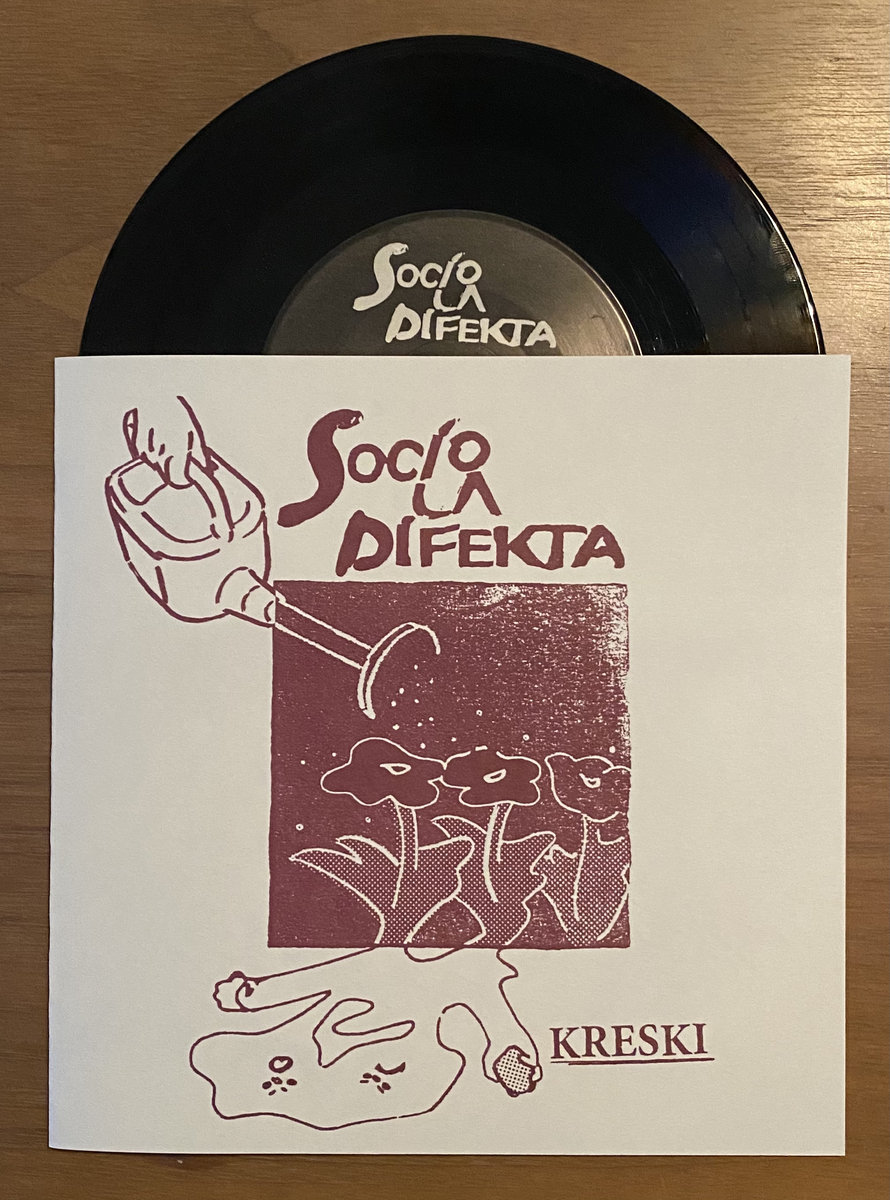 SOCIO
LA
DIFEKTA
SOCIO
LA
DIFEKTA
KRESKI